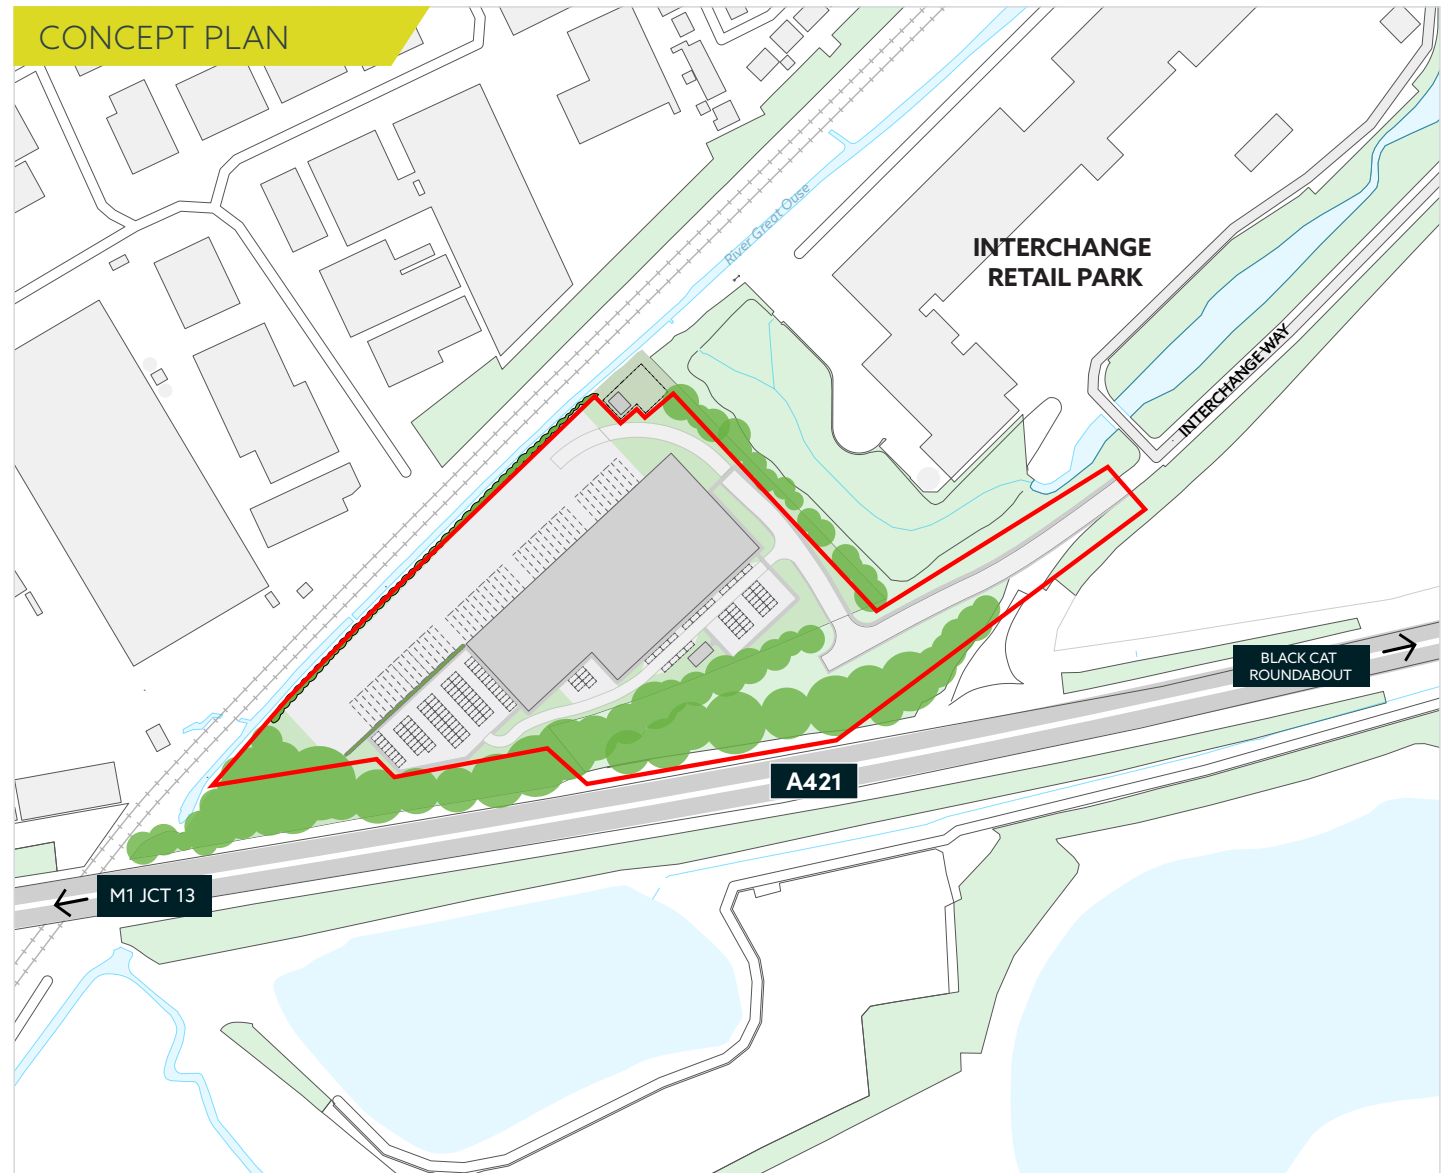 CONCEPT PLAN
River Great Ouse
INTERCHANGE
RETAIL PARK
INTERCHANGE WAY
BLACK CAT
ROUNDABOUT
A421
M1 JCT 13